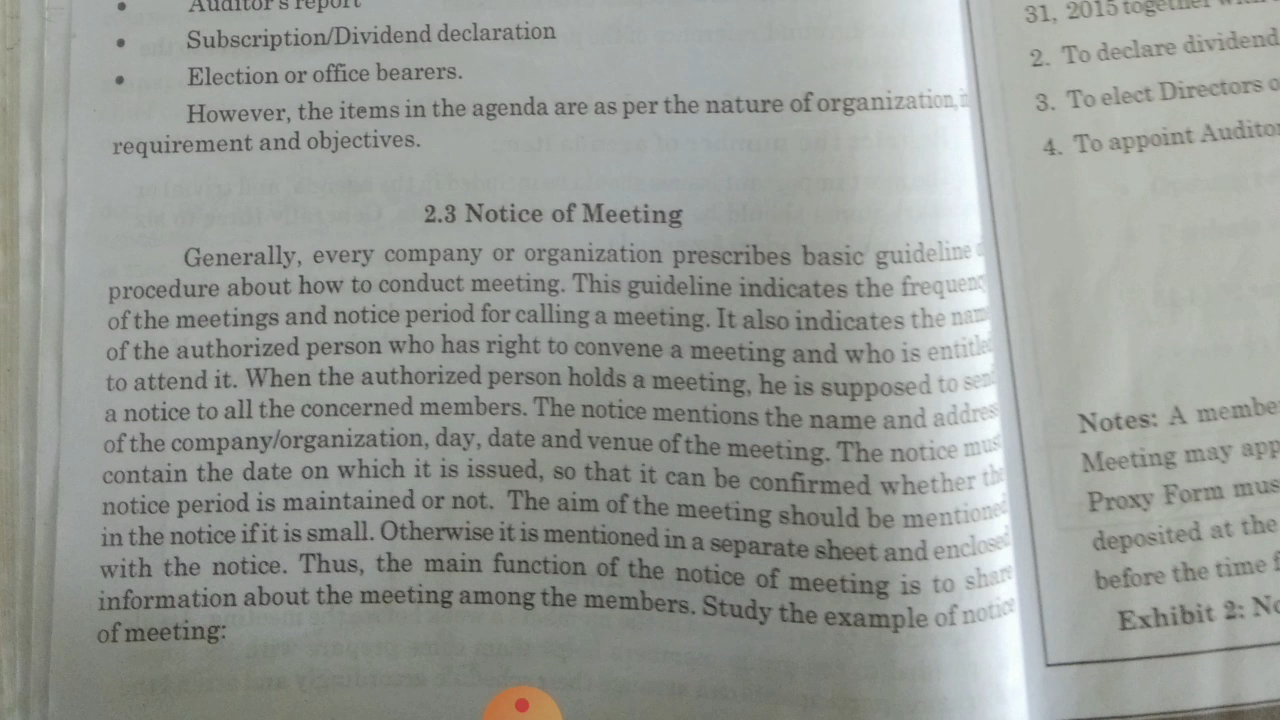 Auditor's report
• Subscription/Dividend declaration
• Election or office bearers.
However, the items in the agenda are as per the nature of organization,
requirement and objectives.
2.3 Notice of Meeting
Generally, every company or organization prescribes basic guideline
procedure about how to conduct meeting. This guideline indicates the
of the meetings and notice period for calling a meeting. It also indicates the
of the authorized person who has right to convene a meeting and who is
to attend it. When the authorized person holds a meeting, he is supposed to
a notice to all the concerned members. The notice mentions the name and
of the company/organization, day, date and venue of the meeting. The notice
contain the date on which it is issued, so that it can be confirmed whether
notice period is maintained or not. The aim of the meeting should be mentioned
in the notice if it is small. Otherwise it is mentioned in a separate sheet and enclosed
with the notice. Thus, the main function of the notice of meeting is to
information about the meeting among the members. Study the example of notice
of meeting:
31, 2015 together
2. To declare dividend
3. To elect Directors
4. To appoint
Notes: A
Meeting may
Proxy Form
deposited at the
before the time
Exhibit 2: